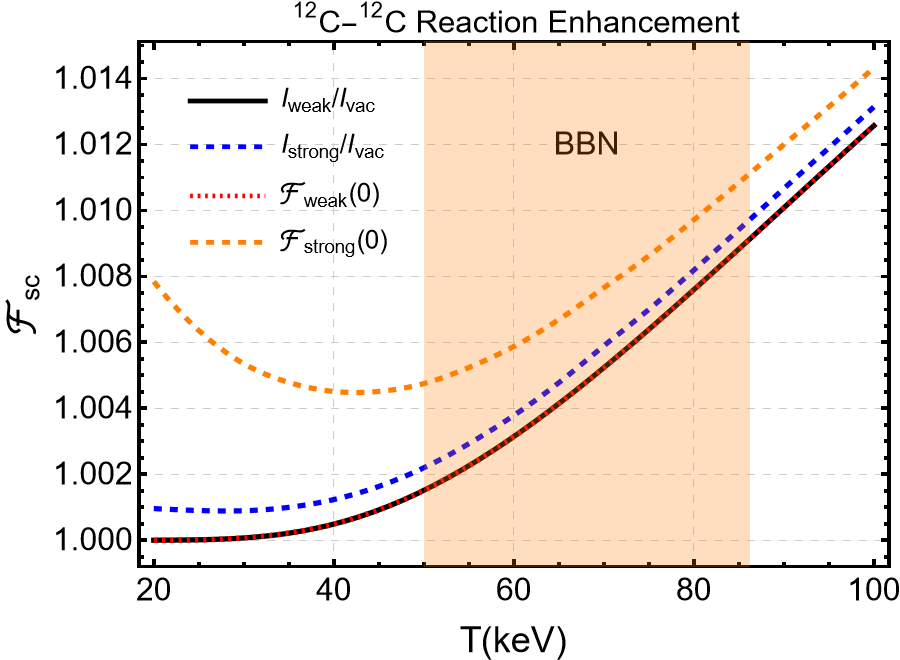 ¹²C–¹²C Reaction Enhancement
I_weak/I_vac
I_strong/I_vac
ℱ_weak(0)
ℱ_strong(0)
BBN
ℱ_sc
1.014
1.012
1.010
1.008
1.006
1.004
1.002
1.000
20 40 60 80 100
T(keV)